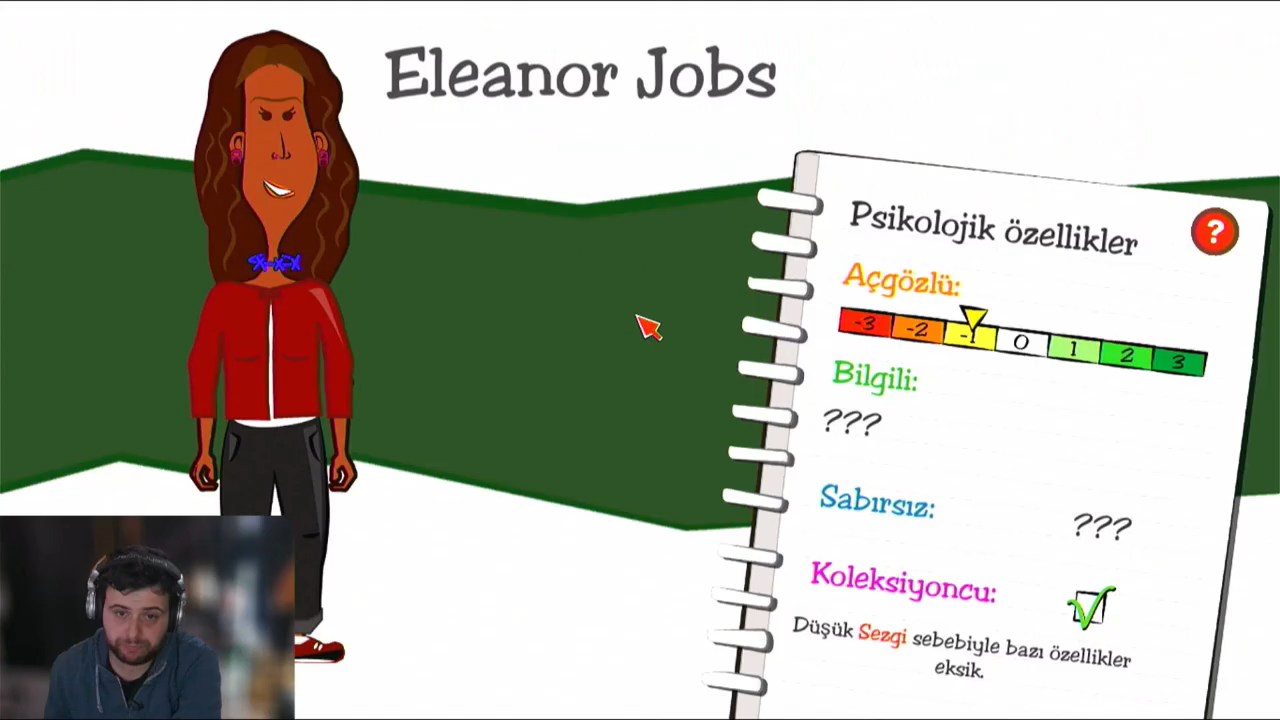 Eleanor Jobs
Psikolojik özellikler
?
Açgözlü:
-3 -2 -1 0 1 2 3
Bilgili:
???
Sabırsız:
???
Koleksiyoncu:
Düşük Sezgi sebebiyle bazı özellikler
eksik.